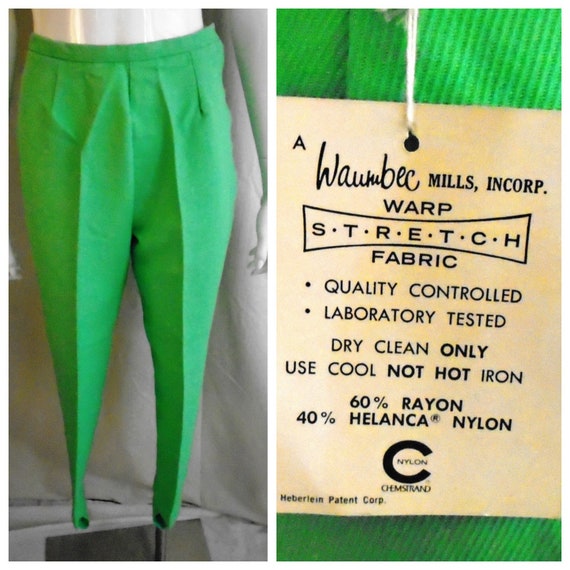 A Waumbec MILLS, INCORP.
WARP
S·T·R·E·T·C·H
FABRIC
• QUALITY CONTROLLED
• LABORATORY TESTED
DRY CLEAN ONLY
USE COOL NOT HOT IRON
60% RAYON
40% HELANCA® NYLON
C
NYLON
CHEMSTRAND
Heberlein Patent Corp.